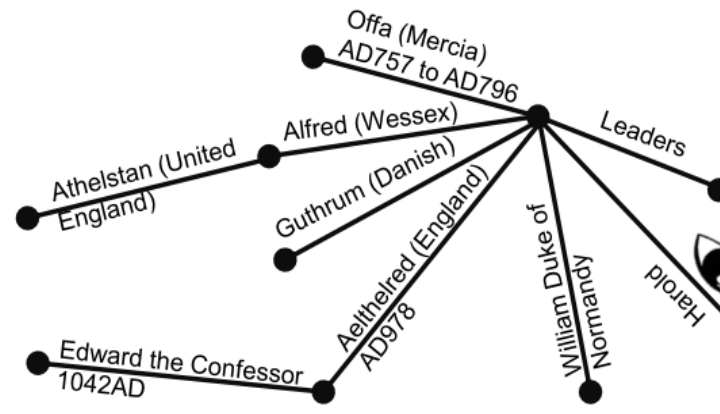 Offa (Mercia)
AD757 to AD796
Leaders
Alfred (Wessex)
Athelstan (United
England)
Guthrum (Danish)
Aelthelred (England)
AD978
William Duke of
Normandy
Harold
Edward the Confessor
1042AD